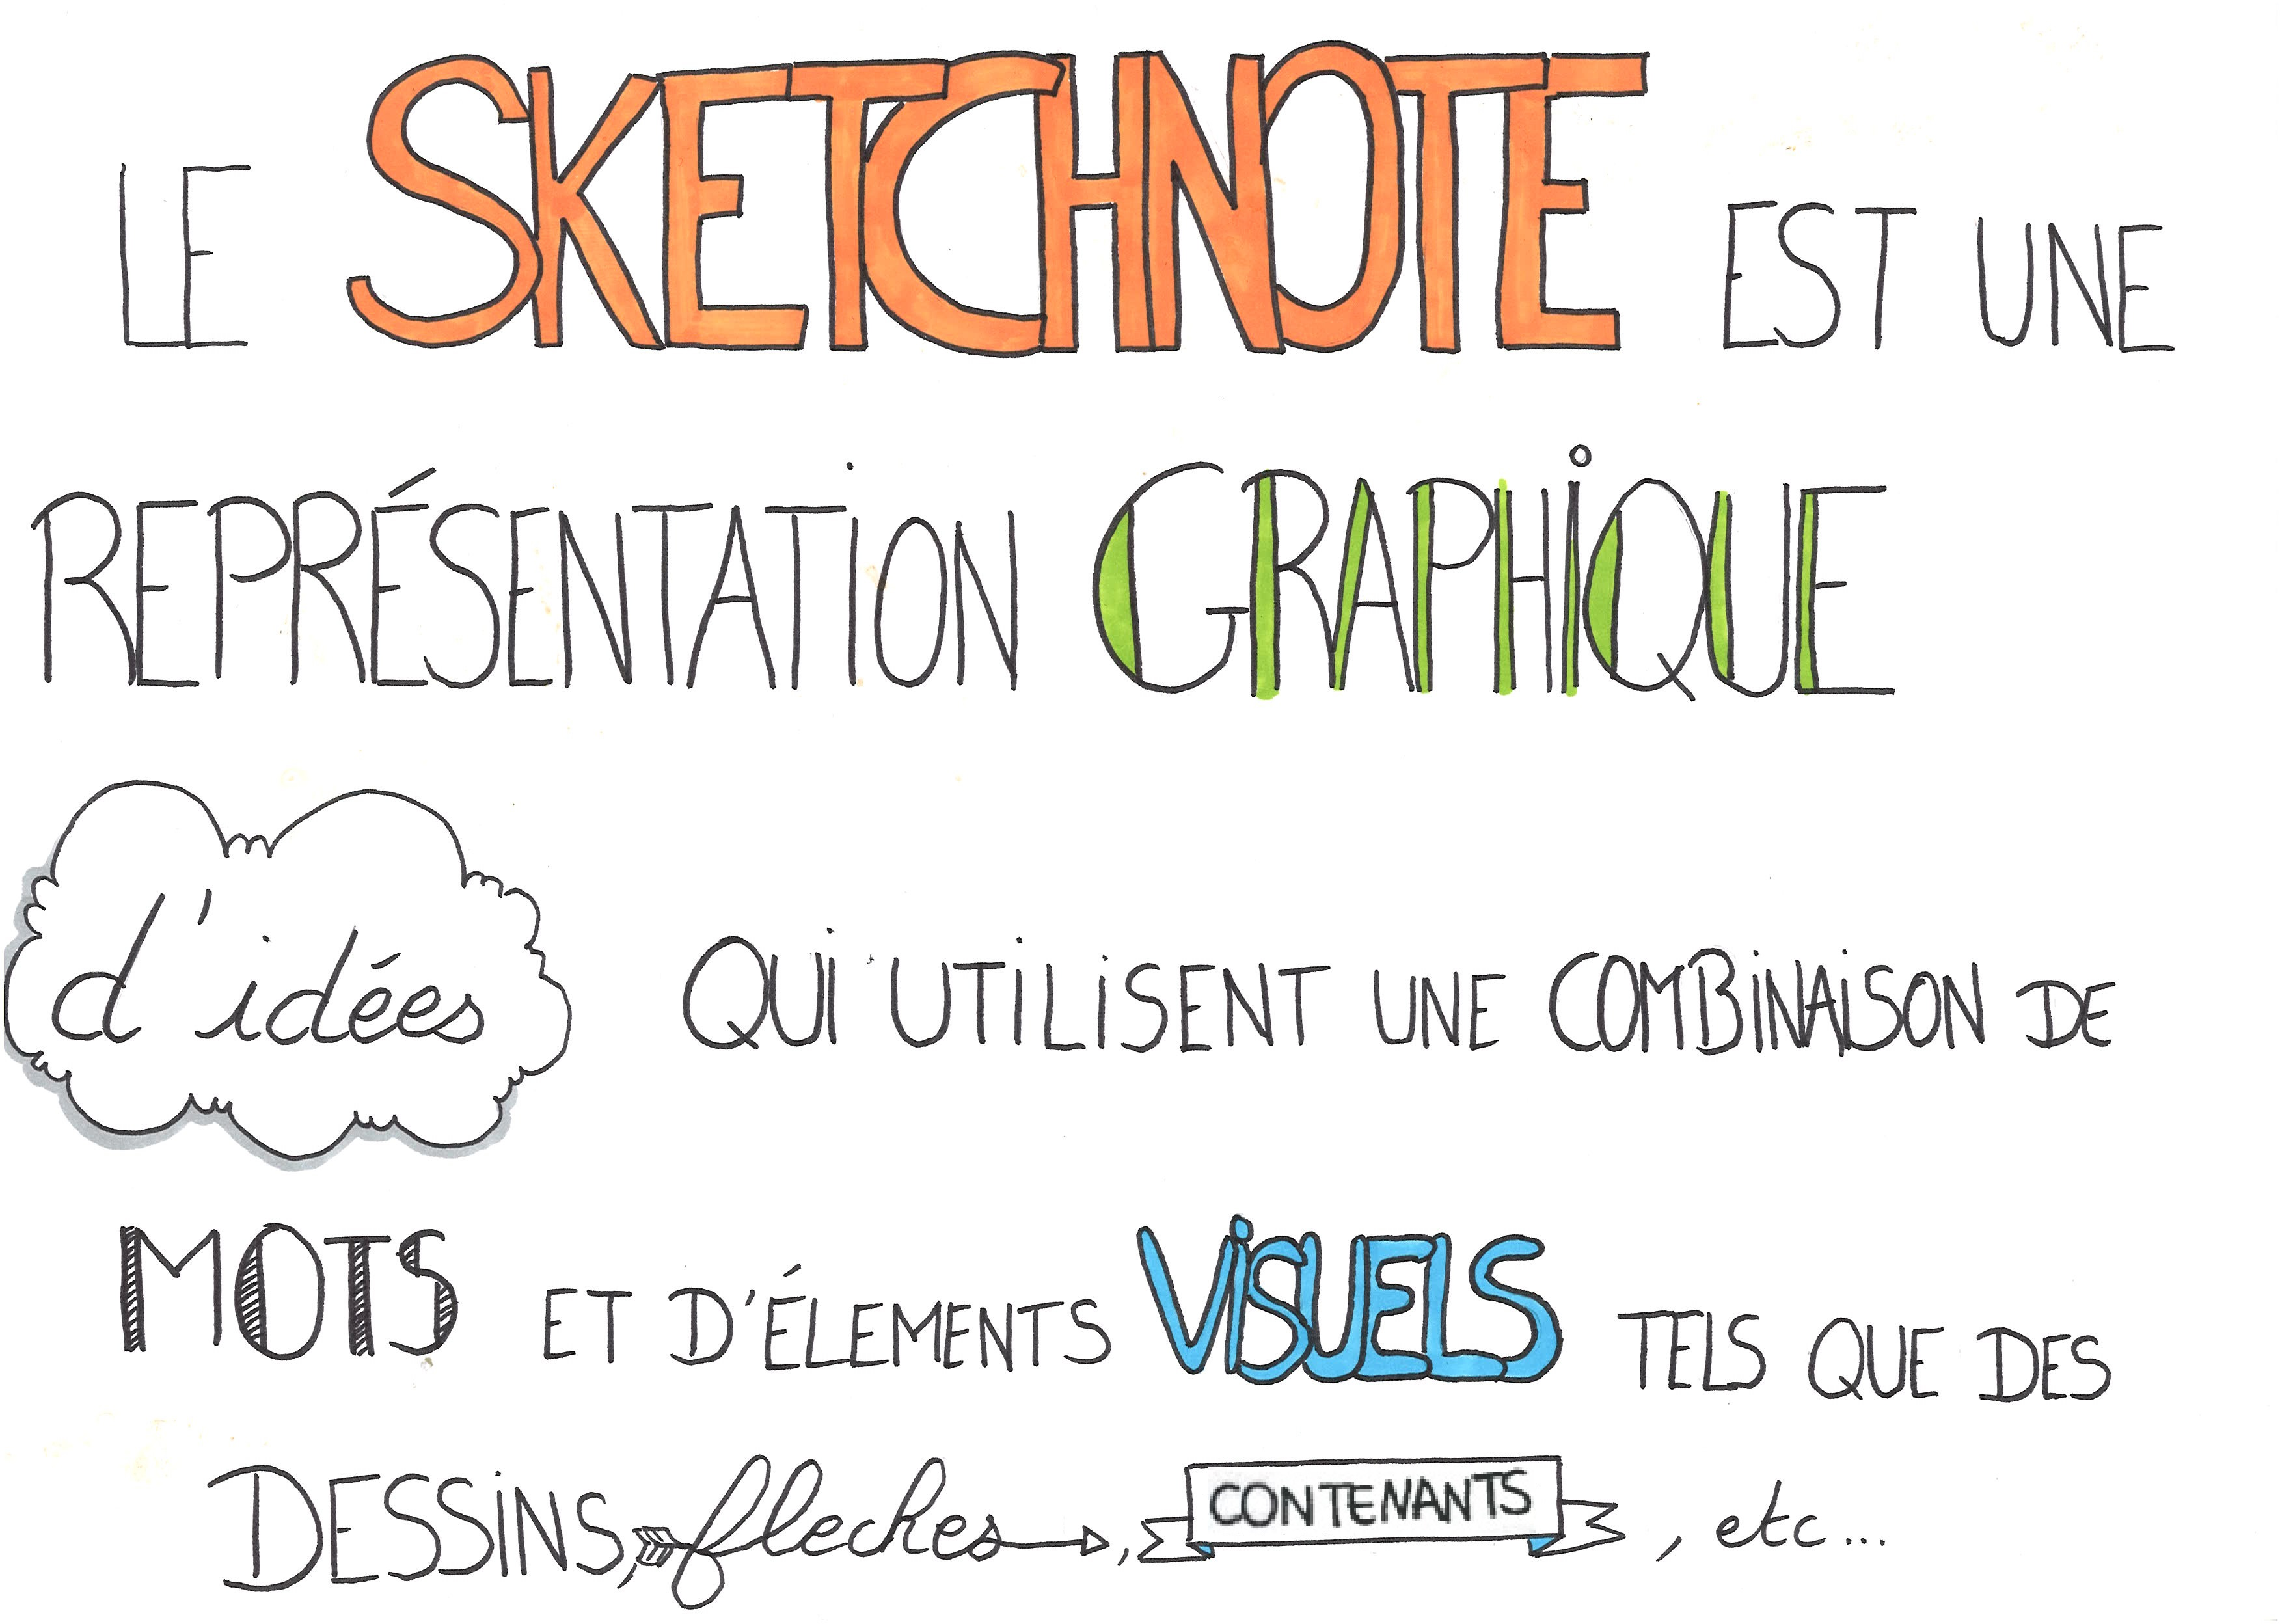 LE SKETCHNOTE EST UNE
REPRÉSENTATION GRAPHIQUE
d'idées QUI UTILISENT UNE COMBINAISON DE
MOTS ET D'ÉLEMENTS VISUELS TELS QUE DES
DESSINS, fleches, CONTENANTS, etc...